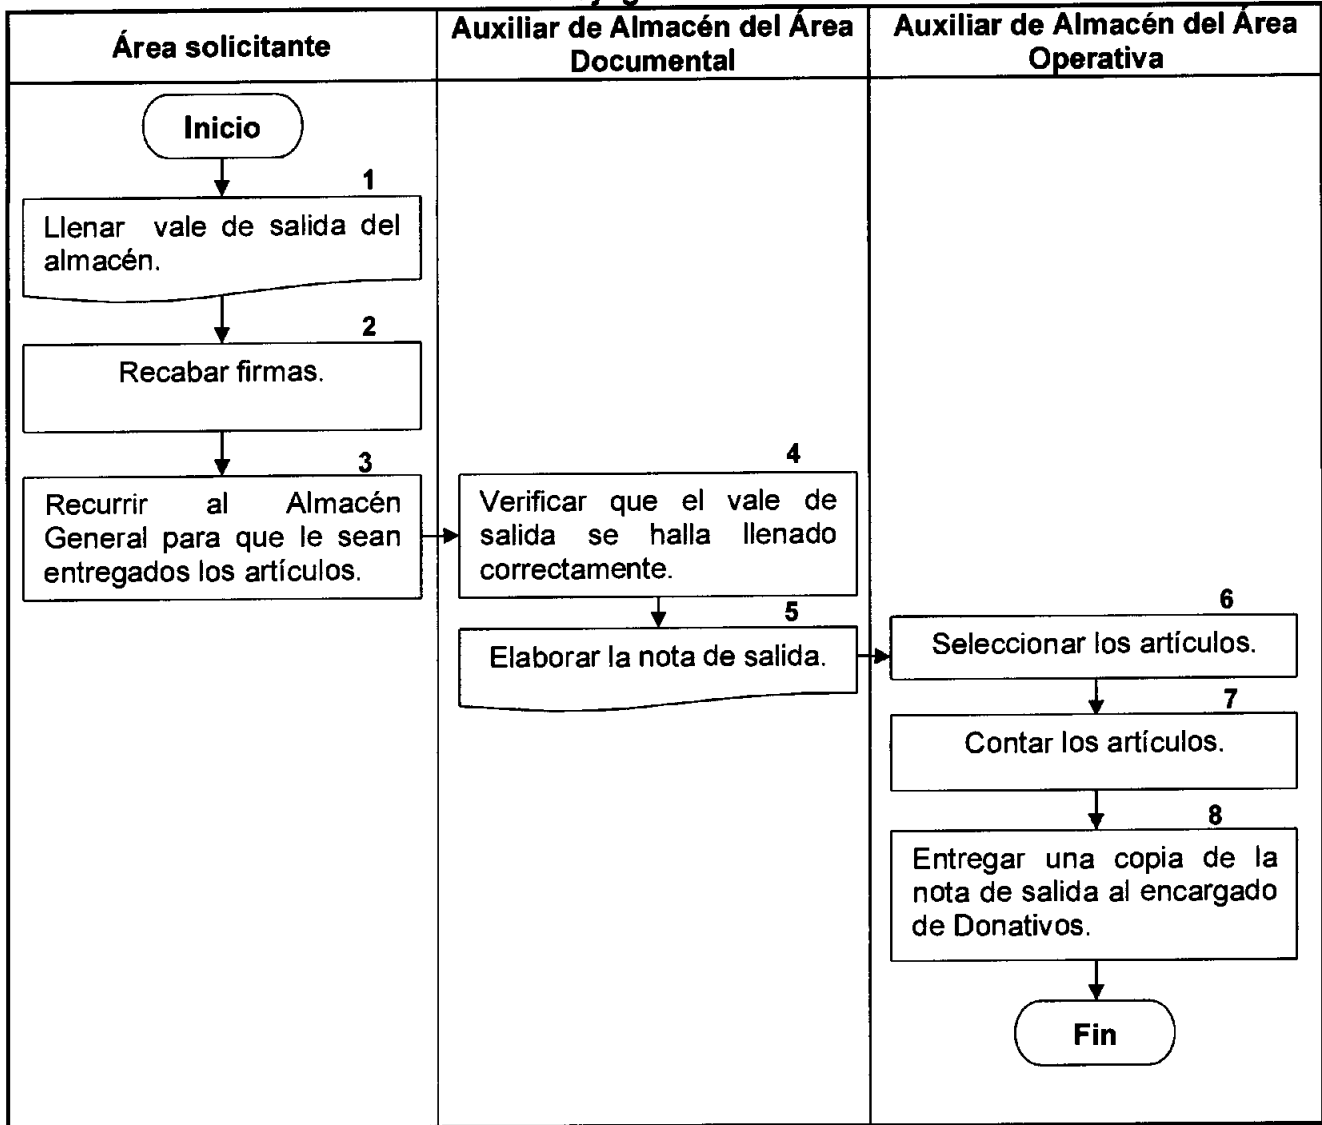 Área solicitante
Auxiliar de Almacén del Área
Documental
Auxiliar de Almacén del Área
Operativa
Inicio
1
Llenar vale de salida del
almacén.
2
Recabar firmas.
3
Recurrir al Almacén
General para que le sean
entregados los artículos.
4
Verificar que el vale de
salida se halla llenado
correctamente.
5
Elaborar la nota de salida.
6
Seleccionar los artículos.
7
Contar los artículos.
8
Entregar una copia de la
nota de salida al encargado
de Donativos.
Fin